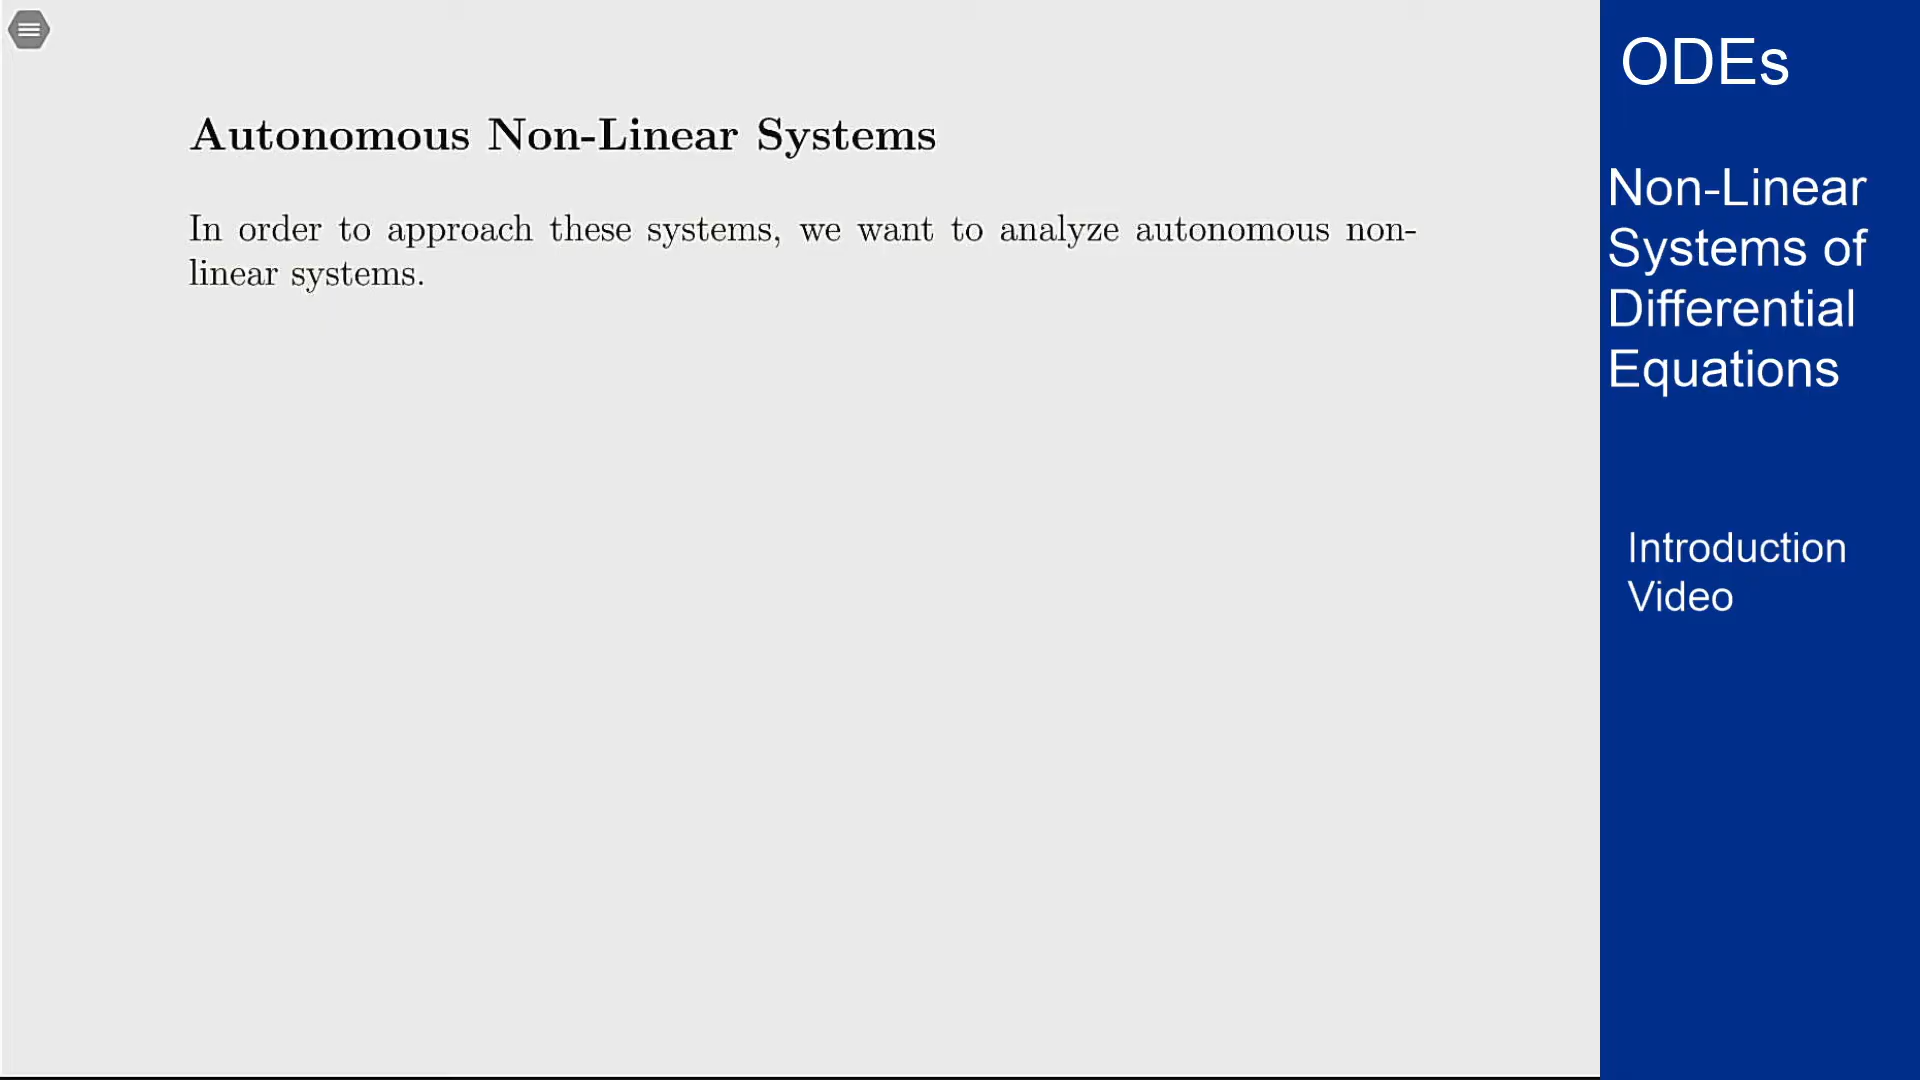 Autonomous Non-Linear Systems
In order to approach these systems, we want to analyze autonomous non-
linear systems.
ODEs
Non-Linear
Systems of
Differential
Equations
Introduction
Video